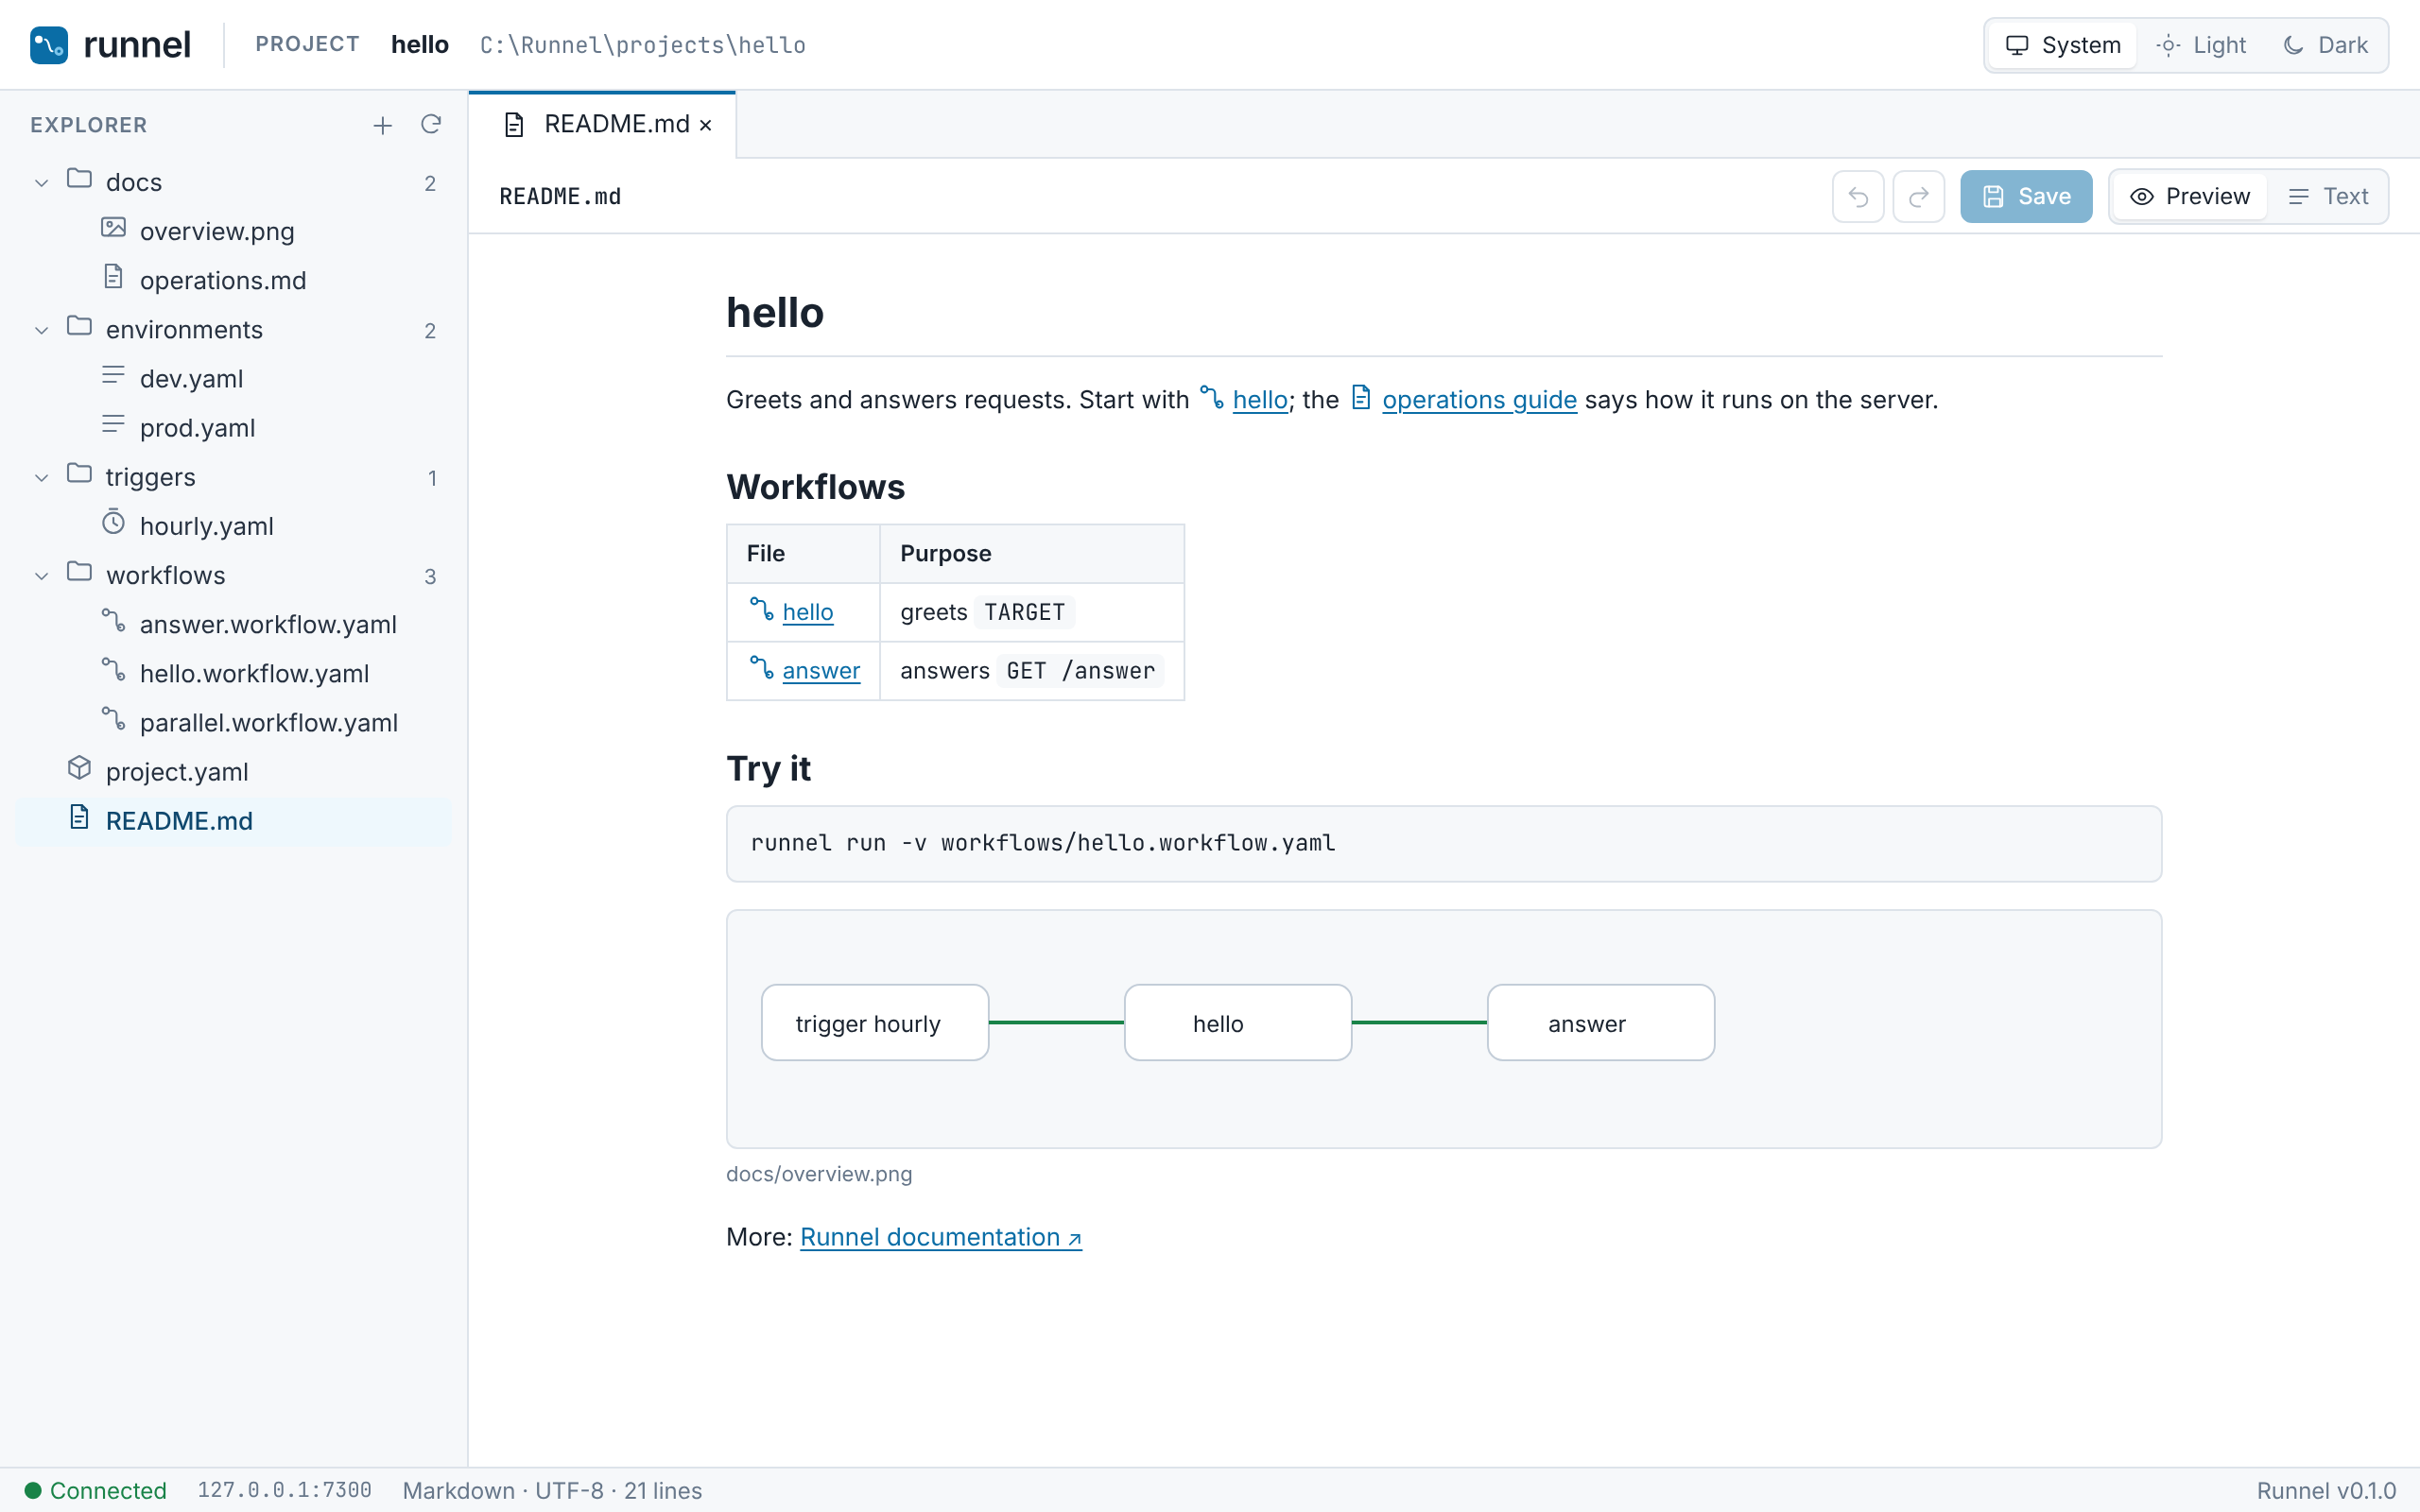 runnel PROJECT hello C:\Runnel\projects\hello System Light Dark
EXPLORER
docs 2
overview.png
operations.md
environments 2
dev.yaml
prod.yaml
triggers 1
hourly.yaml
workflows 3
answer.workflow.yaml
hello.workflow.yaml
parallel.workflow.yaml
project.yaml
README.md
README.md ×
README.md Save Preview Text
hello
Greets and answers requests. Start with hello; the operations guide says how it runs on the server.
Workflows
File Purpose
hello greets TARGET
answer answers GET /answer
Try it
runnel run -v workflows/hello.workflow.yaml
trigger hourly hello answer
docs/overview.png
More: Runnel documentation ↗
Connected 127.0.0.1:7300 Markdown · UTF-8 · 21 lines Runnel v0.1.0